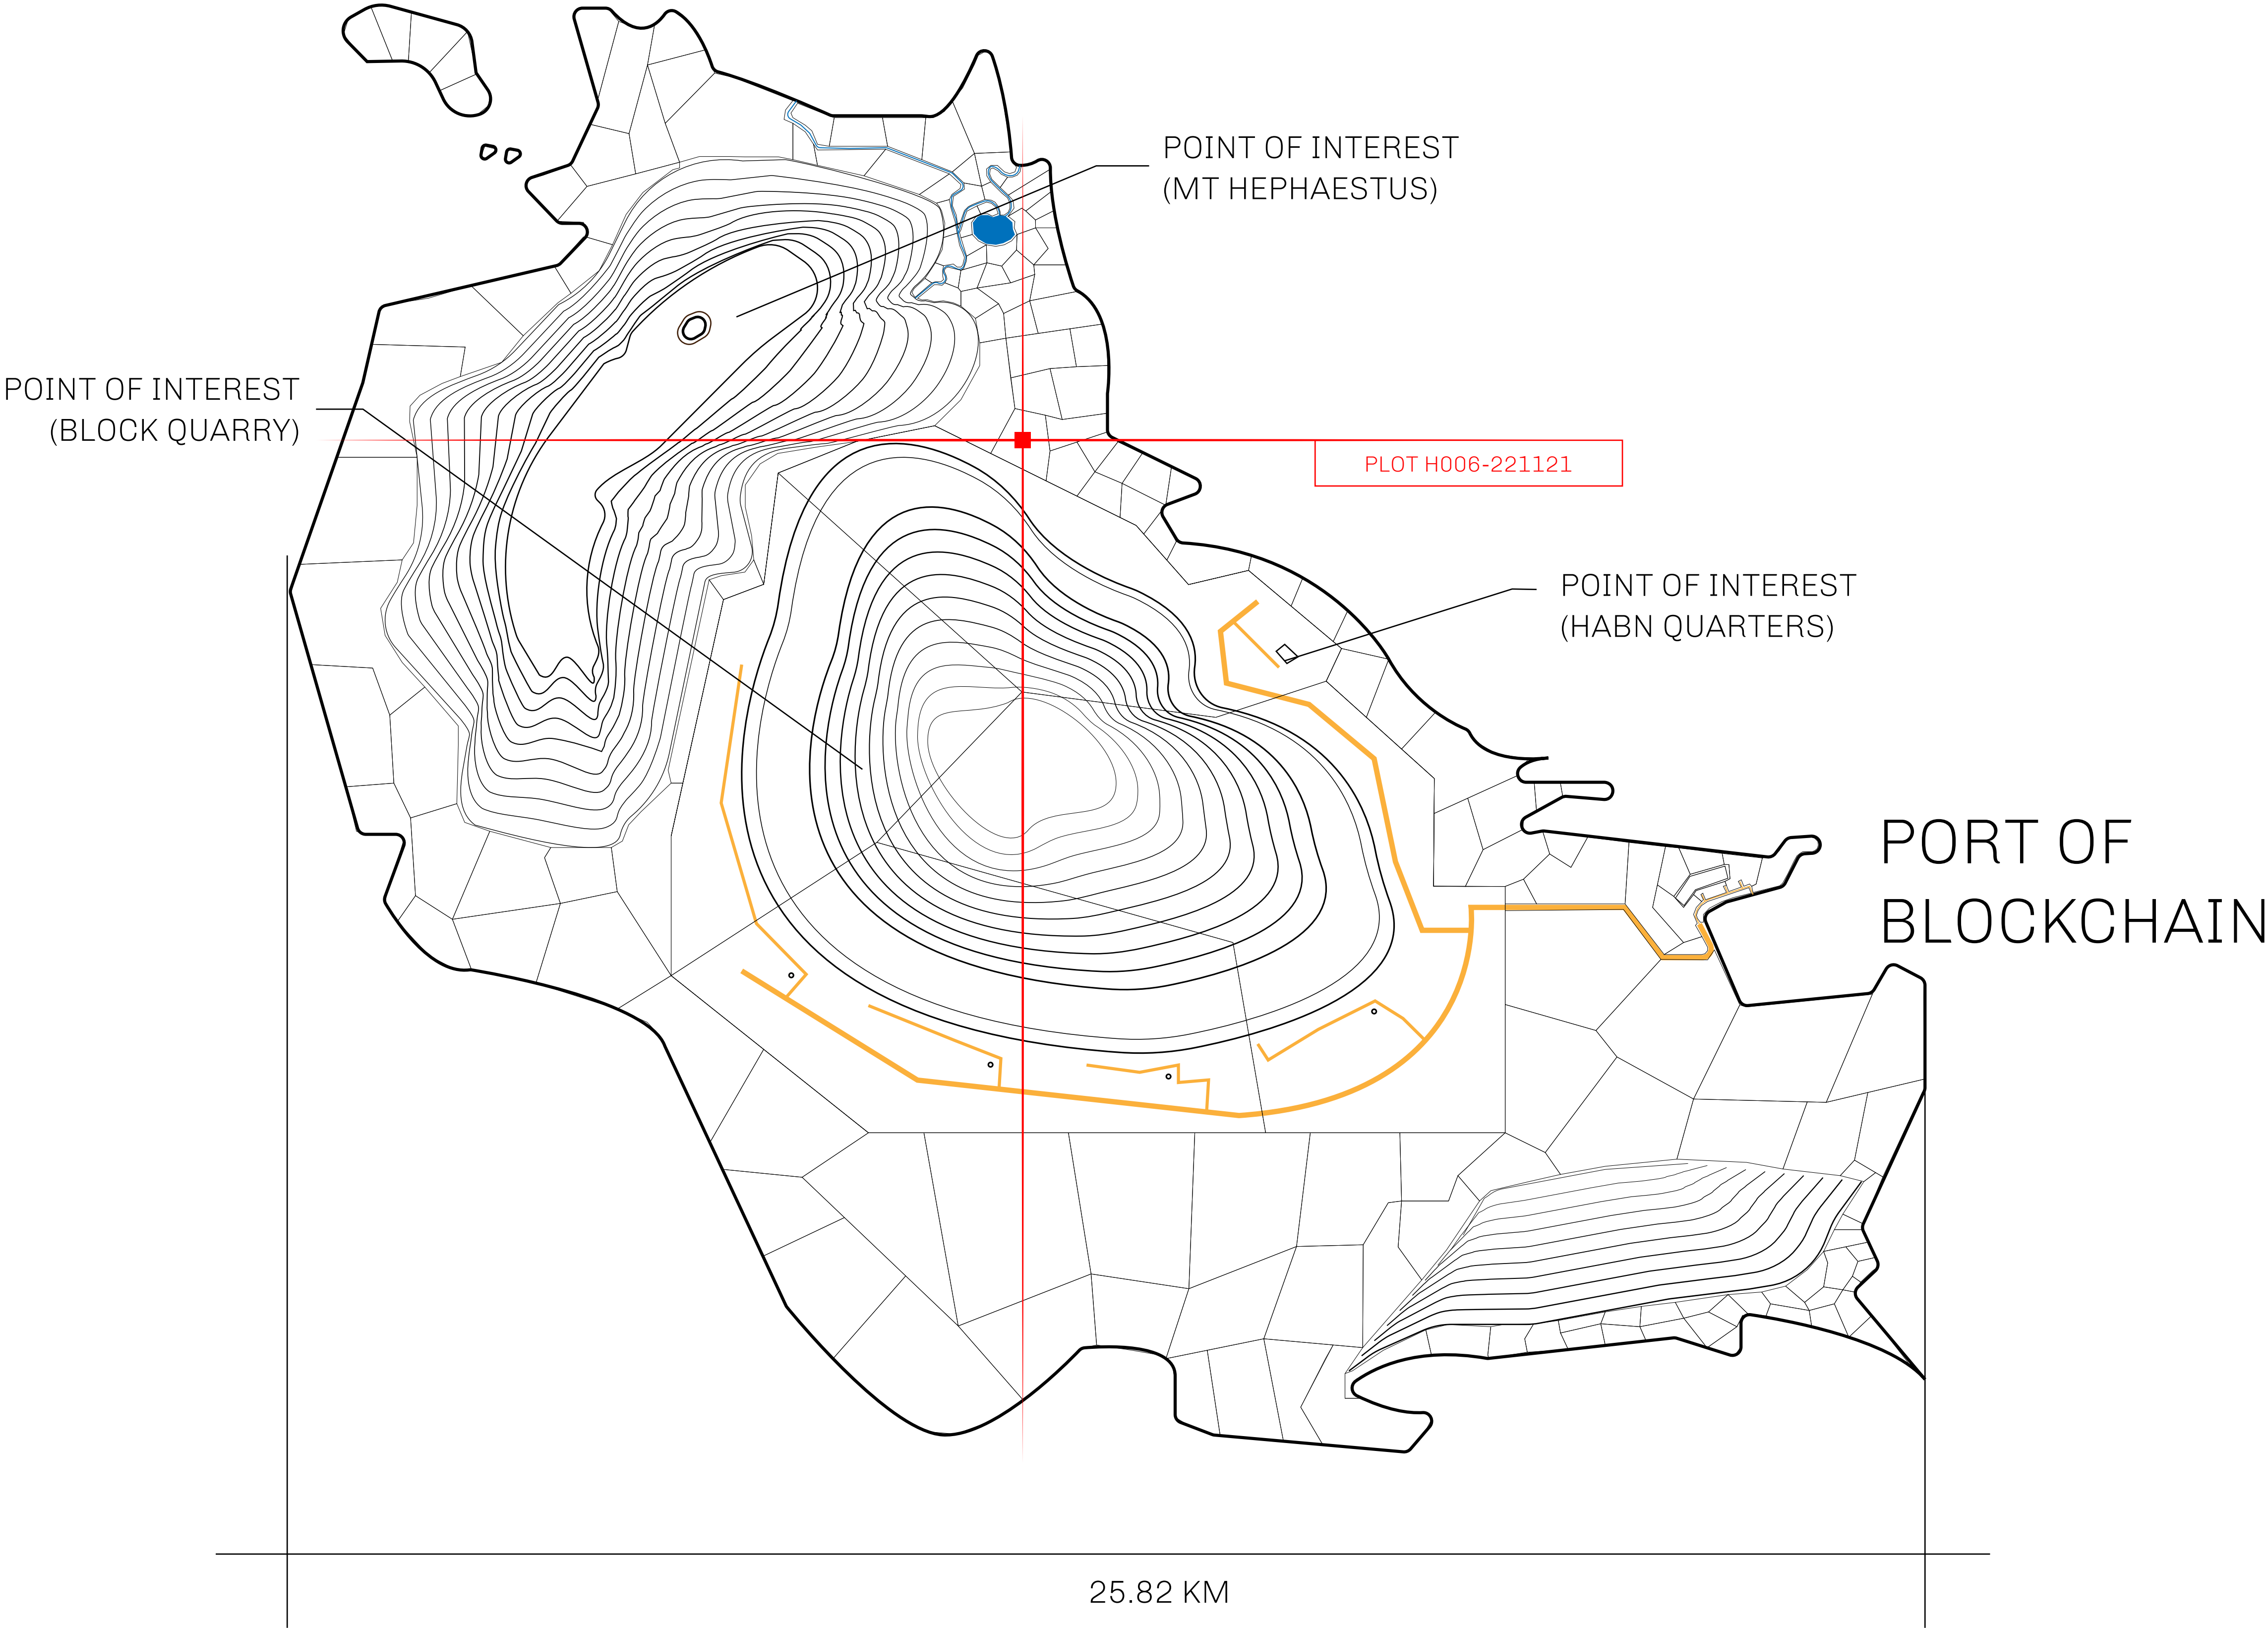 POINT OF INTEREST
(MT HEPHAESTUS)
POINT OF INTEREST
(BLOCK QUARRY)
PLOT H006-221121
POINT OF INTEREST
(HABN QUARTERS)
PORT OF
BLOCKCHAIN
25.82 KM